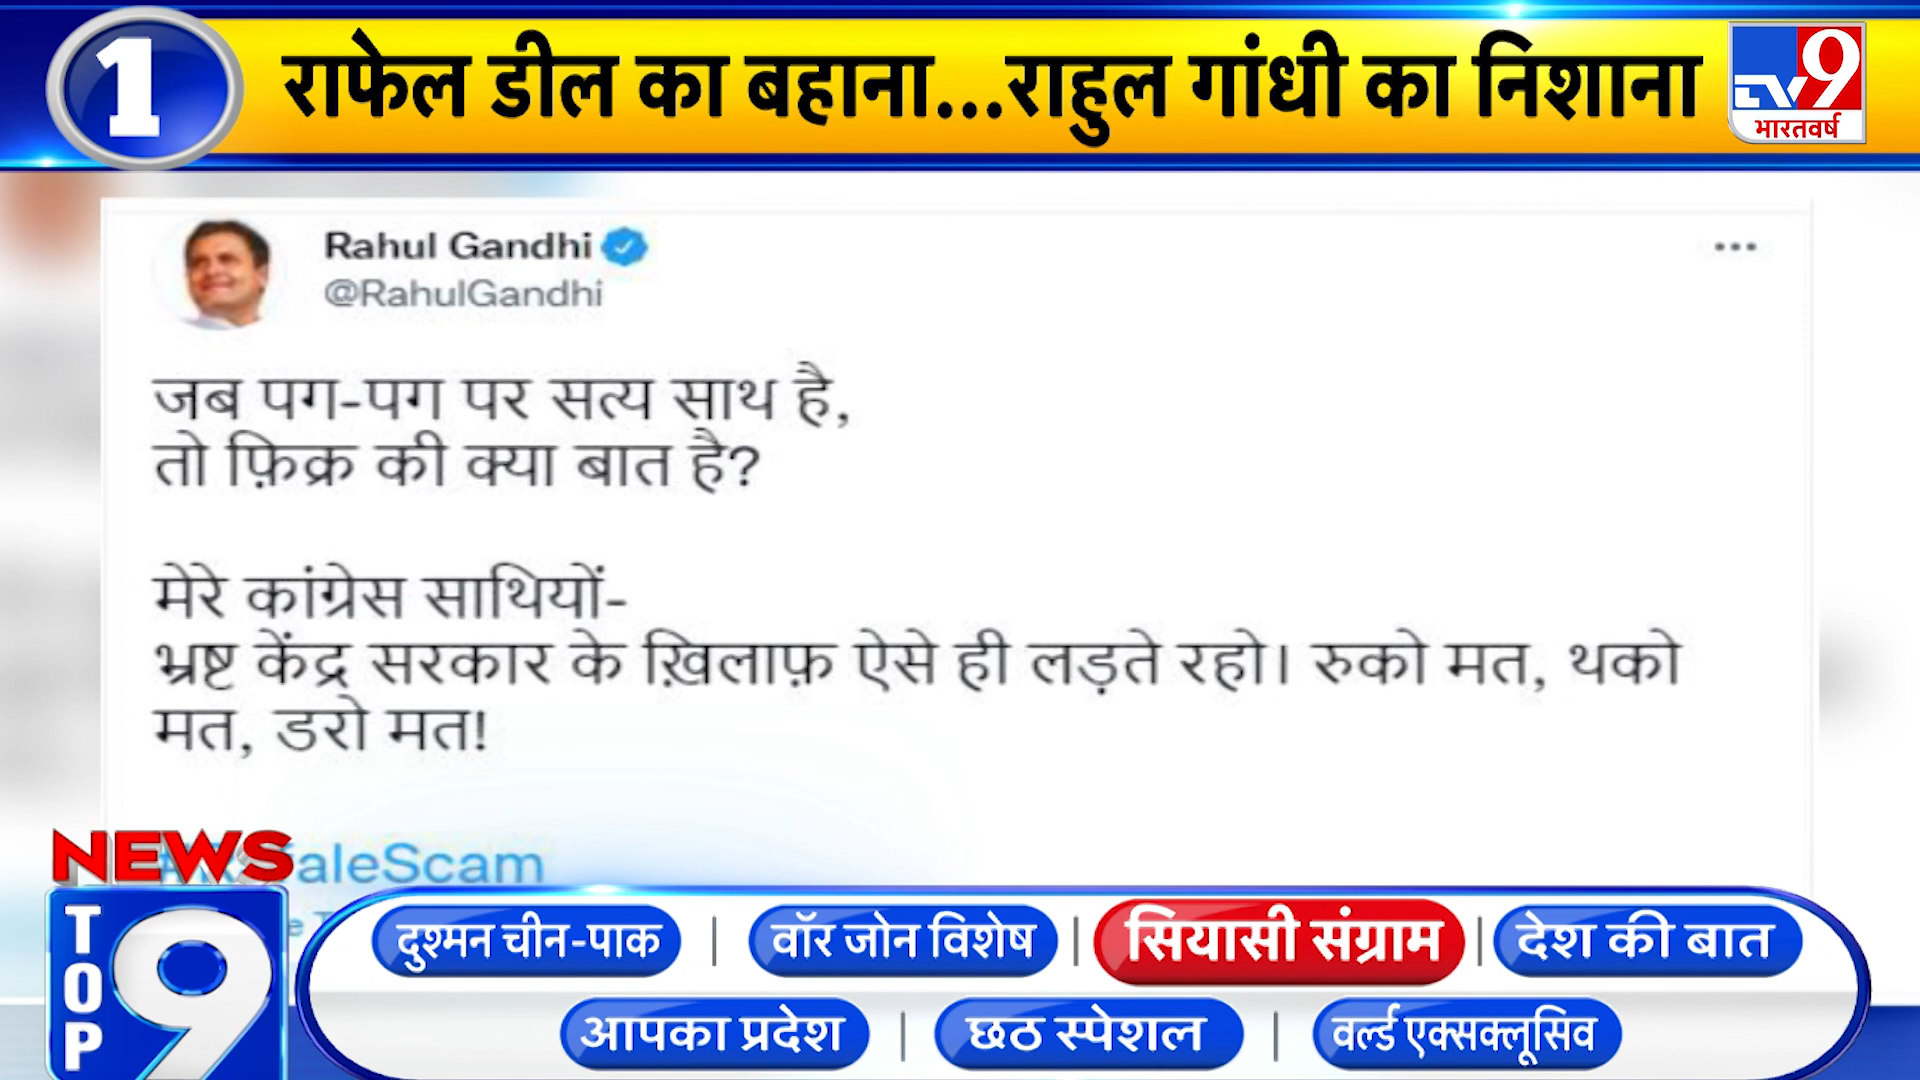 1
राफेल डील का बहाना...राहुल गांधी का निशाना
TV9
भारतवर्ष
Rahul Gandhi
@RahulGandhi
जब पग-पग पर सत्य साथ है,
तो फ़िक्र की क्या बात है?
मेरे कांग्रेस साथियों-
भ्रष्ट केंद्र सरकार के ख़िलाफ़ ऐसे ही लड़ते रहो। रुको मत, थको
मत, डरो मत!
NEWS
TOP
9
दुश्मन चीन-पाक | वॉर जोन विशेष | सियासी संग्राम | देश की बात
आपका प्रदेश | छठ स्पेशल | वर्ल्ड एक्सक्लूसिव